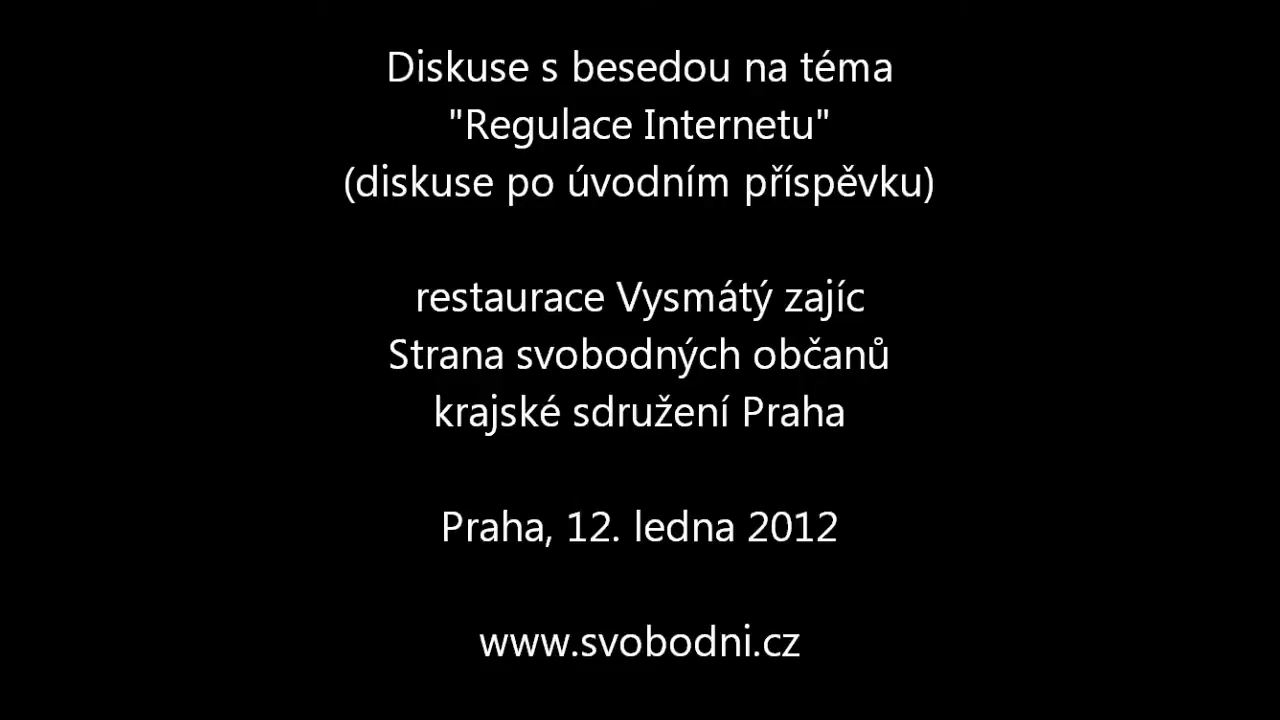 Diskuse s besedou na téma
"Regulace Internetu"
(diskuse po úvodním příspěvku)
restaurace Vysmátý zajíc
Strana svobodných občanů
krajské sdružení Praha
Praha, 12. ledna 2012
www.svobodni.cz